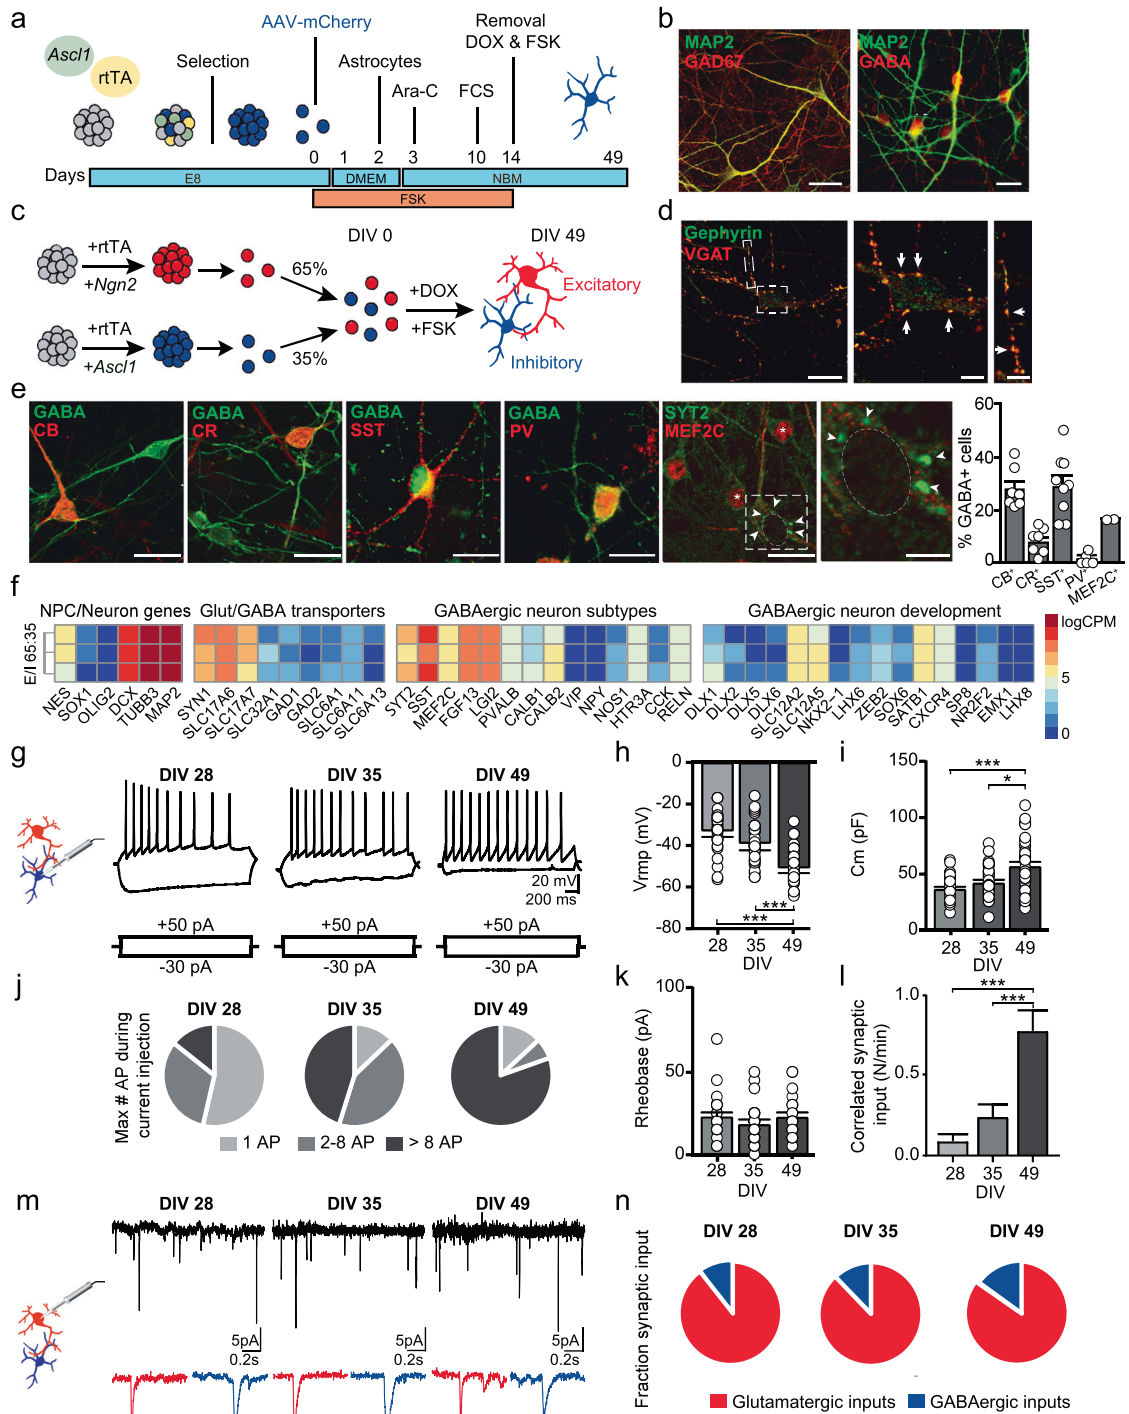 a
Ascl1
rtTA
Selection
AAV-mCherry
Astrocytes
Ara-C
FCS
Removal
DOX & FSK
0 1 2 3 10 14 49
Days E8 DMEM NBM
FSK
b
MAP2
GAD67
MAP2
GABA
c
DIV 0 DIV 49
+rtTA
+Ngn2
65%
+DOX
+FSK
Excitatory
+rtTA
+Ascl1
35%
Inhibitory
d
Gephyrin
VGAT
e
GABA
CB
GABA
CR
GABA
SST
GABA
PV
SYT2
MEF2C
* * *
% GABA+ cells
60
40
20
0
CB+ CR+ SST+ PV+ MEF2C+
f
NPC/Neuron genes Glut/GABA transporters GABAergic neuron subtypes GABAergic neuron development
E/I 65:35
logCPM
5
0
NES SOX1 OLIG2 DCX TUBB3 MAP2
SYN1 SLC17A6 SLC17A7 SLC32A1 GAD1 GAD2 SLC6A1 SLC6A11 SLC6A13
SYT2 SST MEF2C FGF13 LGI2 PVALB CALB1 CALB2 VIP NPY NOS1 HTR3A CCK RELN
DLX1 DLX2 DLX5 DLX6 SLC12A2 SLC12A5 NKX2-1 LHX6 ZEB2 SOX6 SATB1 CXCR4 SP8 NR2F2 EMX1 LHX8
g
DIV 28 DIV 35 DIV 49
20 mV
200 ms
+50 pA +50 pA +50 pA
-30 pA -30 pA -30 pA
h
Vrmp (mV)
0
-20
-40
-60
-80
***
***
28 35 49
DIV
i
Cm (pF)
150
100
50
0
***
*
28 35 49
DIV
j
Max # AP during
current injection
DIV 28 DIV 35 DIV 49
1 AP 2-8 AP > 8 AP
k
Rheobase (pA)
100
50
0
28 35 49
DIV
l
Correlated synaptic
input (N/min)
1.0
0.5
0.0
***
***
28 35 49
DIV
m
DIV 28 DIV 35 DIV 49
5pA 5pA 5pA
0.2s 0.2s 0.2s
n
Fraction synaptic input
DIV 28 DIV 35 DIV 49
Glutamatergic inputs GABAergic inputs